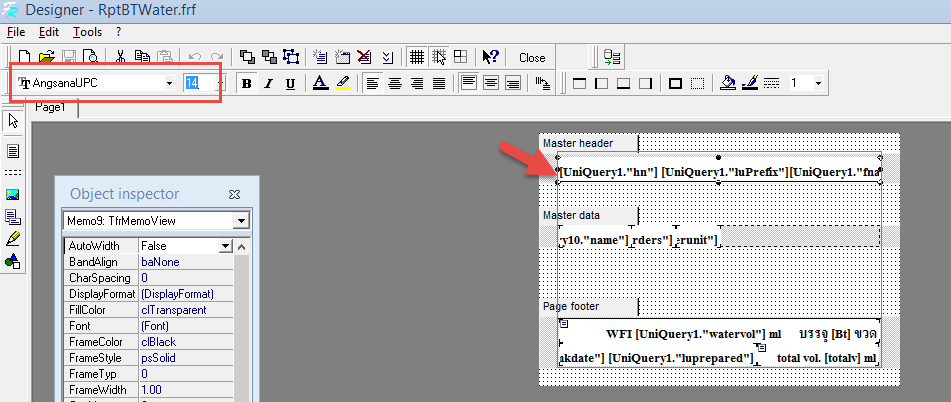 Designer - RptBTWater.frf
File Edit Tools ?
Close
AngsanaUPC 14 B I U A 1
Page1
Master header
[UniQuery1."hn"] [UniQuery1."luPrefix"][UniQuery1."fna
Object inspector
Memo9: TfrMemoView
Master data
ry10."name"] rders"] erunit"]
AutoWidth False
BandAlign baNone
CharSpacing 0
DisplayFormat (DisplayFormat)
FillColor clTransparent
Font (Font)
FrameColor clBlack
FrameStyle psSolid
FrameTyp 0
FrameWidth 1.00
Page footer
WFI [UniQuery1."watervol"] ml บรรจุ [Bt] ขวด
nkdate"] [UniQuery1."luprepared"] total vol. [totalv] ml